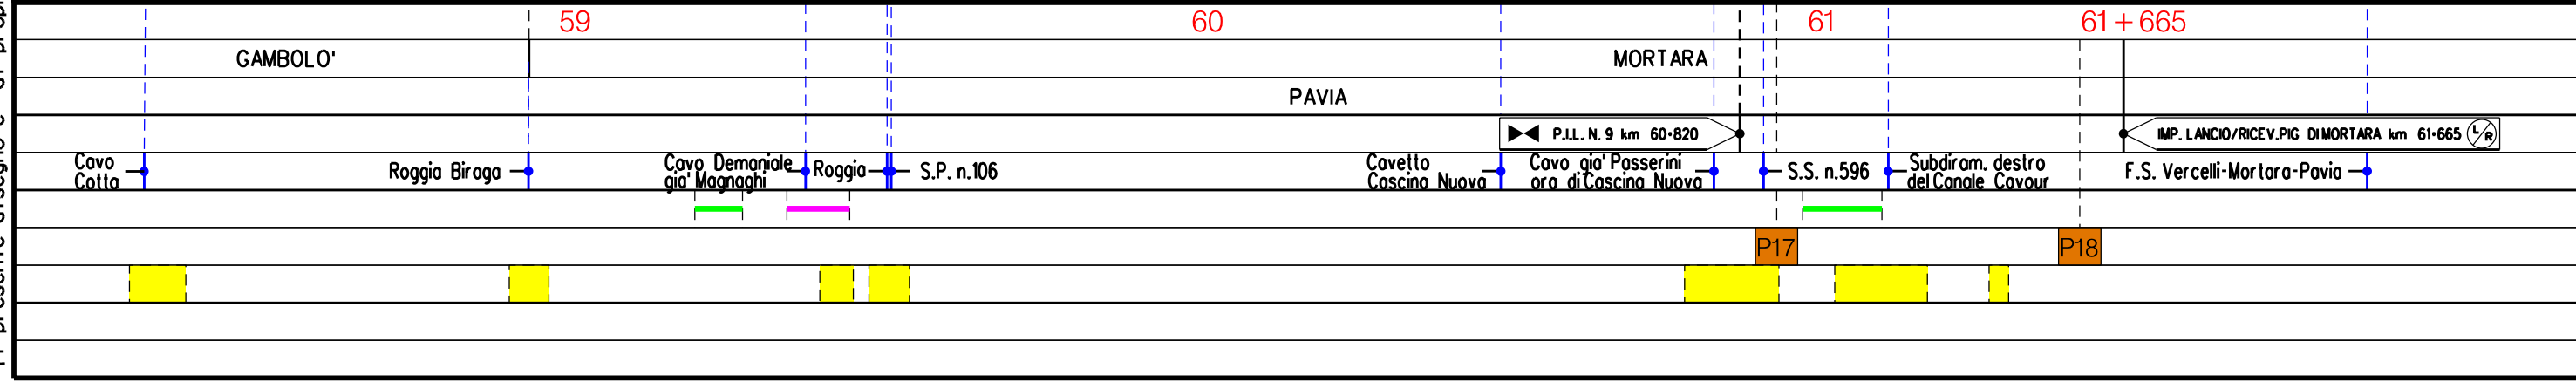 59 60 61 61+665
GAMBOLO' MORTARA
PAVIA
P.I.L. N. 9 km 60+820 IMP. LANCIO/RICEV.PIG DI MORTARA km 61+665 L/R
Cavo
Cotta
Roggia Biraga
Cavo Demaniale
gia' Magnaghi
Roggia
S.P. n.106
Cavetto
Cascina Nuova
Cavo gia' Passerini
ora di Cascina Nuova
S.S. n.596
Subdiram. destro
del Canale Cavour
F.S. Vercelli-Mortara-Pavia
P17 P18